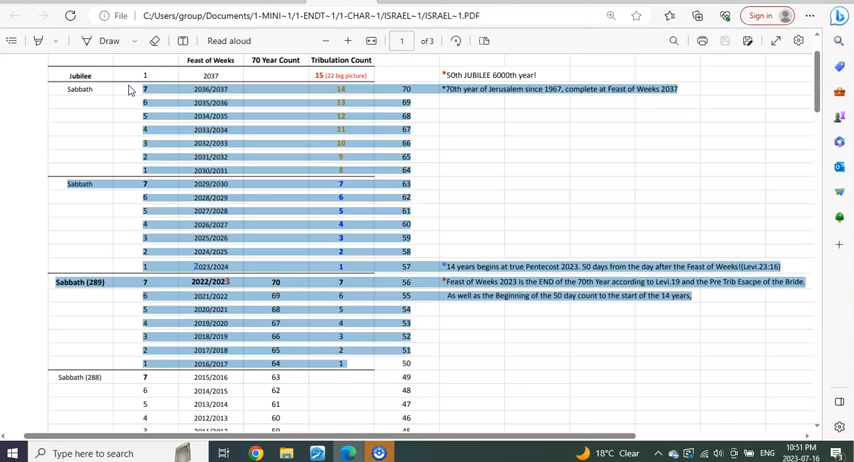 File
C:/Users/group/Documents/1-MINI~1/1-ENDT~1/1-CHAR~1/ISRAEL~1/ISRAEL~1.PDF
Sign in
Draw
Read aloud
1 of 3
Feast of Weeks 70 Year Count Tribulation Count
Jubilee 1 2037 15 (22 big picture) *50th JUBILEE 6000th year!
Sabbath 7 2036/2037 14 70 *70th year of Jerusalem since 1967, complete at Feast of Weeks 2037
6 2035/2036 13 69
5 2034/2035 12 68
4 2033/2034 11 67
3 2032/2033 10 66
2 2031/2032 9 65
1 2030/2031 8 64
Sabbath 7 2029/2030 7 63
6 2028/2029 6 62
5 2027/2028 5 61
4 2026/2027 4 60
3 2025/2026 3 59
2 2024/2025 2 58
1 2023/2024 1 57 *14 years begins at true Pentecost 2023. 50 days from the day after the Feast of Weeks!(Levi.23:16)
Sabbath (289) 7 2022/2023 70 7 56 *Feast of Weeks 2023 is the END of the 70th Year according to Levi.19 and the Pre Trib Esacpe of the Bride.
6 2021/2022 69 6 55 As well as the Beginning of the 50 day count to the start of the 14 years,
5 2020/2021 68 5 54
4 2019/2020 67 4 53
3 2018/2019 66 3 52
2 2017/2018 65 2 51
1 2016/2017 64 1 50
Sabbath (288) 7 2015/2016 63 49
6 2014/2015 62 48
5 2013/2014 61 47
4 2012/2013 60 46
3 2011/2012 59 45
Type here to search
18°C Clear
ENG
10:51 PM
2023-07-16